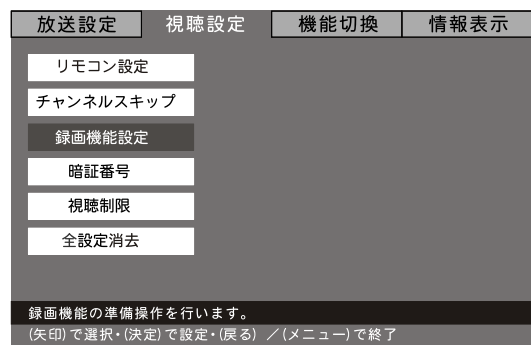 放送設定 視聴設定 機能切換 情報表示
リモコン設定
チャンネルスキップ
録画機能設定
暗証番号
視聴制限
全設定消去
録画機能の準備操作を行います。
(矢印)で選択・(決定)で設定・(戻る) ／(メニュー)で終了